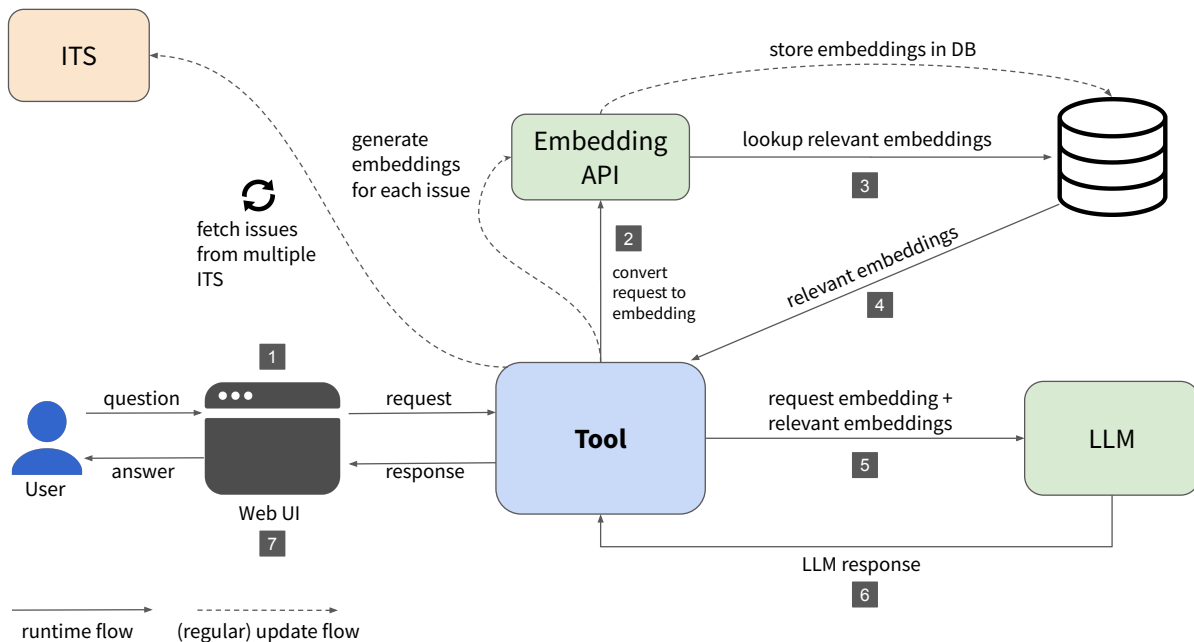 ITS
store embeddings in DB
generate
embeddings
for each issue
Embedding
API
lookup relevant embeddings
3
fetch issues
from multiple
ITS
2
convert
request to
embedding
relevant embeddings
4
1
question
request
answer
response
User
Web UI
7
Tool
request embedding +
relevant embeddings
5
LLM
LLM response
6
runtime flow
(regular) update flow